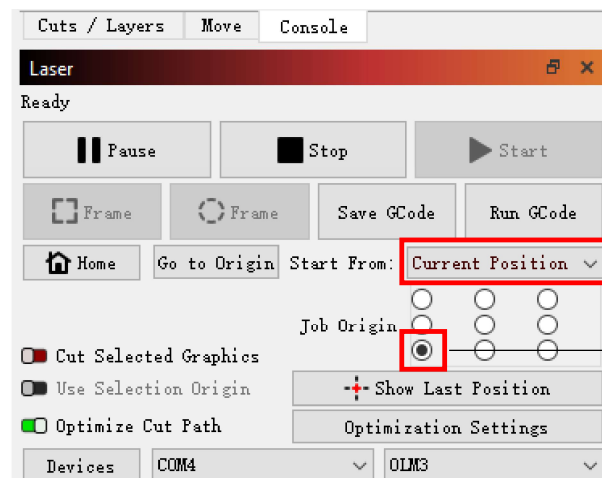 Cuts / Layers Move Console
Laser
Ready
Pause Stop Start
Frame Frame Save GCode Run GCode
Home Go to Origin Start From: Current Position
Job Origin
Cut Selected Graphics
Use Selection Origin Show Last Position
Optimize Cut Path Optimization Settings
Devices COM4 OLM3